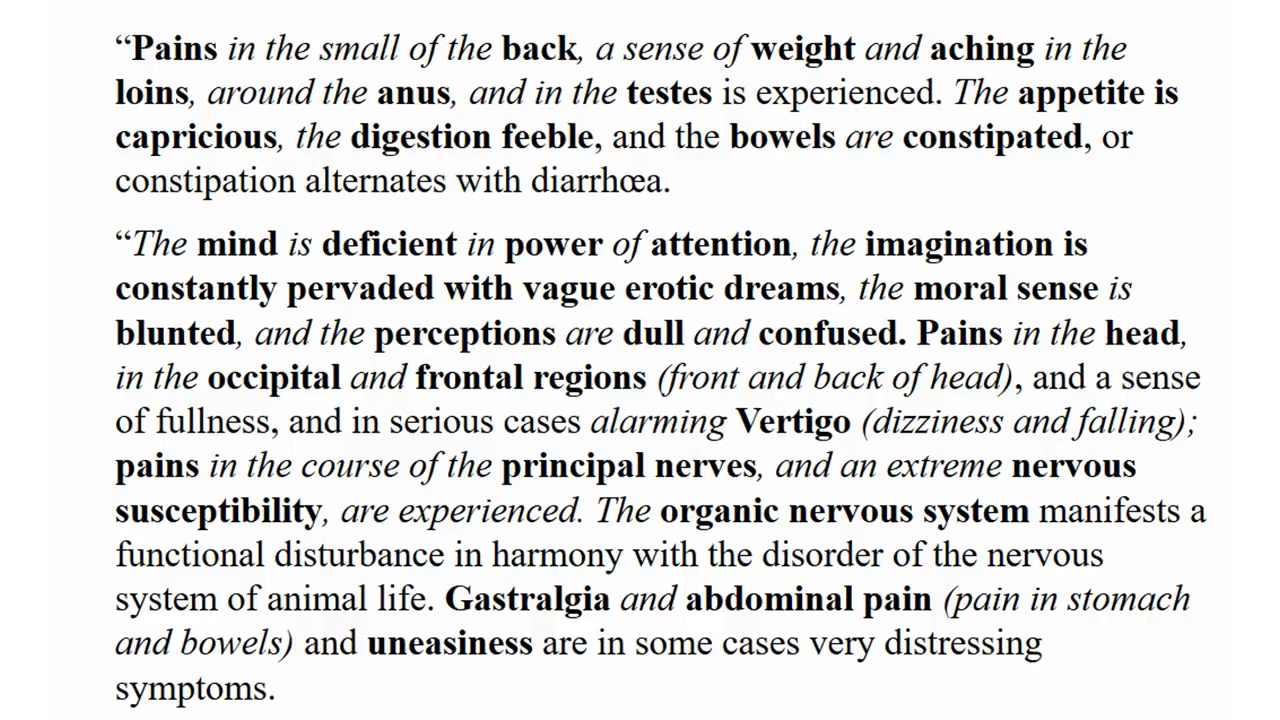 “Pains in the small of the back, a sense of weight and aching in the
loins, around the anus, and in the testes is experienced. The appetite is
capricious, the digestion feeble, and the bowels are constipated, or
constipation alternates with diarrhœa.
“The mind is deficient in power of attention, the imagination is
constantly pervaded with vague erotic dreams, the moral sense is
blunted, and the perceptions are dull and confused. Pains in the head,
in the occipital and frontal regions (front and back of head), and a sense
of fullness, and in serious cases alarming Vertigo (dizziness and falling);
pains in the course of the principal nerves, and an extreme nervous
susceptibility, are experienced. The organic nervous system manifests a
functional disturbance in harmony with the disorder of the nervous
system of animal life. Gastralgia and abdominal pain (pain in stomach
and bowels) and uneasiness are in some cases very distressing
symptoms.